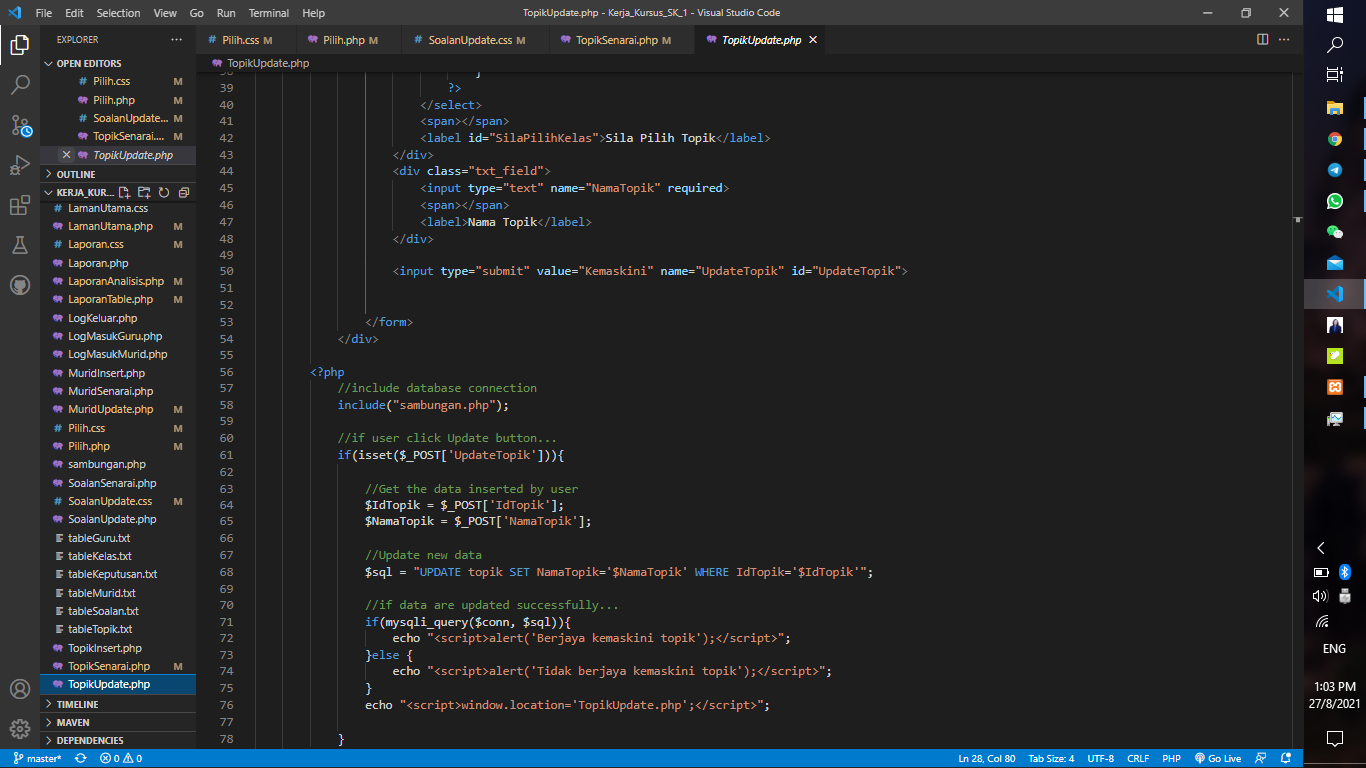 File Edit Selection View Go Run Terminal Help
TopikUpdate.php - Kerja_Kursus_SK_1 - Visual Studio Code
EXPLORER
OPEN EDITORS
Pilih.css M
Pilih.php M
SoalanUpdate... M
TopikSenarai.... M
TopikUpdate.php
OUTLINE
KERJA_KUR...
LamanUtama.css
LamanUtama.php M
Laporan.css M
Laporan.php
LaporanAnalisis.php M
LaporanTable.php M
LogKeluar.php
LogMasukGuru.php
LogMasukMurid.php
MuridInsert.php
MuridSenarai.php
MuridUpdate.php M
Pilih.css M
Pilih.php M
sambungan.php
SoalanSenarai.php
SoalanUpdate.css M
SoalanUpdate.php
tableGuru.txt
tableKelas.txt
tableKeputusan.txt
tableMurid.txt
tableSoalan.txt
tableTopik.txt
TopikInsert.php
TopikSenarai.php M
TopikUpdate.php
TIMELINE
MAVEN
DEPENDENCIES
Pilih.css M Pilih.php M SoalanUpdate.css M TopikSenarai.php M TopikUpdate.php
TopikUpdate.php
38 }
39 ?>
40 </select>
41 <span></span>
42 <label id="SilaPilihKelas">Sila Pilih Topik</label>
43 </div>
44 <div class="txt_field">
45 <input type="text" name="NamaTopik" required>
46 <span></span>
47 <label>Nama Topik</label>
48 </div>
49
50 <input type="submit" value="Kemaskini" name="UpdateTopik" id="UpdateTopik">
51
52
53 </form>
54 </div>
55
56 <?php
57 //include database connection
58 include("sambungan.php");
59
60 //if user click Update button...
61 if(isset($_POST['UpdateTopik'])){
62
63 //Get the data inserted by user
64 $IdTopik = $_POST['IdTopik'];
65 $NamaTopik = $_POST['NamaTopik'];
66
67 //Update new data
68 $sql = "UPDATE topik SET NamaTopik='$NamaTopik' WHERE IdTopik='$IdTopik'";
69
70 //if data are updated successfully...
71 if(mysqli_query($conn, $sql)){
72 echo "<script>alert('Berjaya kemaskini topik');</script>";
73 }else {
74 echo "<script>alert('Tidak berjaya kemaskini topik');</script>";
75 }
76 echo "<script>window.location='TopikUpdate.php';</script>";
77
78 }
master* 0 0
Ln 28, Col 80 Tab Size: 4 UTF-8 CRLF PHP Go Live
ENG
1:03 PM
27/8/2021